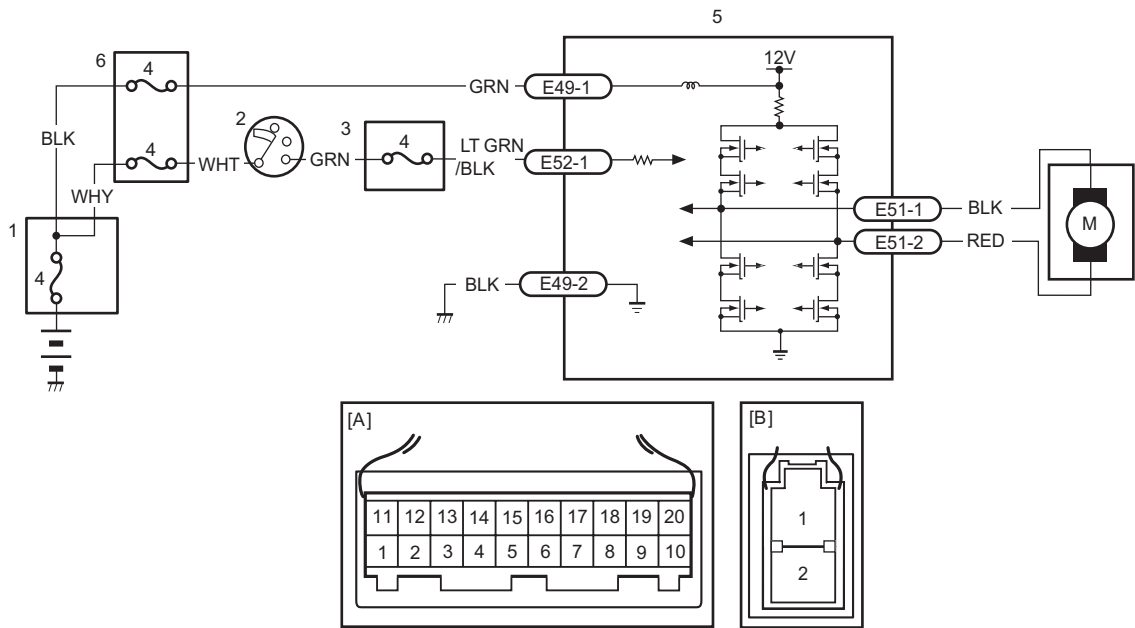 5
12V
6
4
GRN
E49-1
BLK
2
3
4
4
LT GRN
/BLK
WHT
GRN
E52-1
WHY
1
4
E51-1
BLK
M
E51-2
RED
BLK
E49-2
[A]
11 12 13 14 15 16 17 18 19 20
1 2 3 4 5 6 7 8 9 10
[B]
1
2